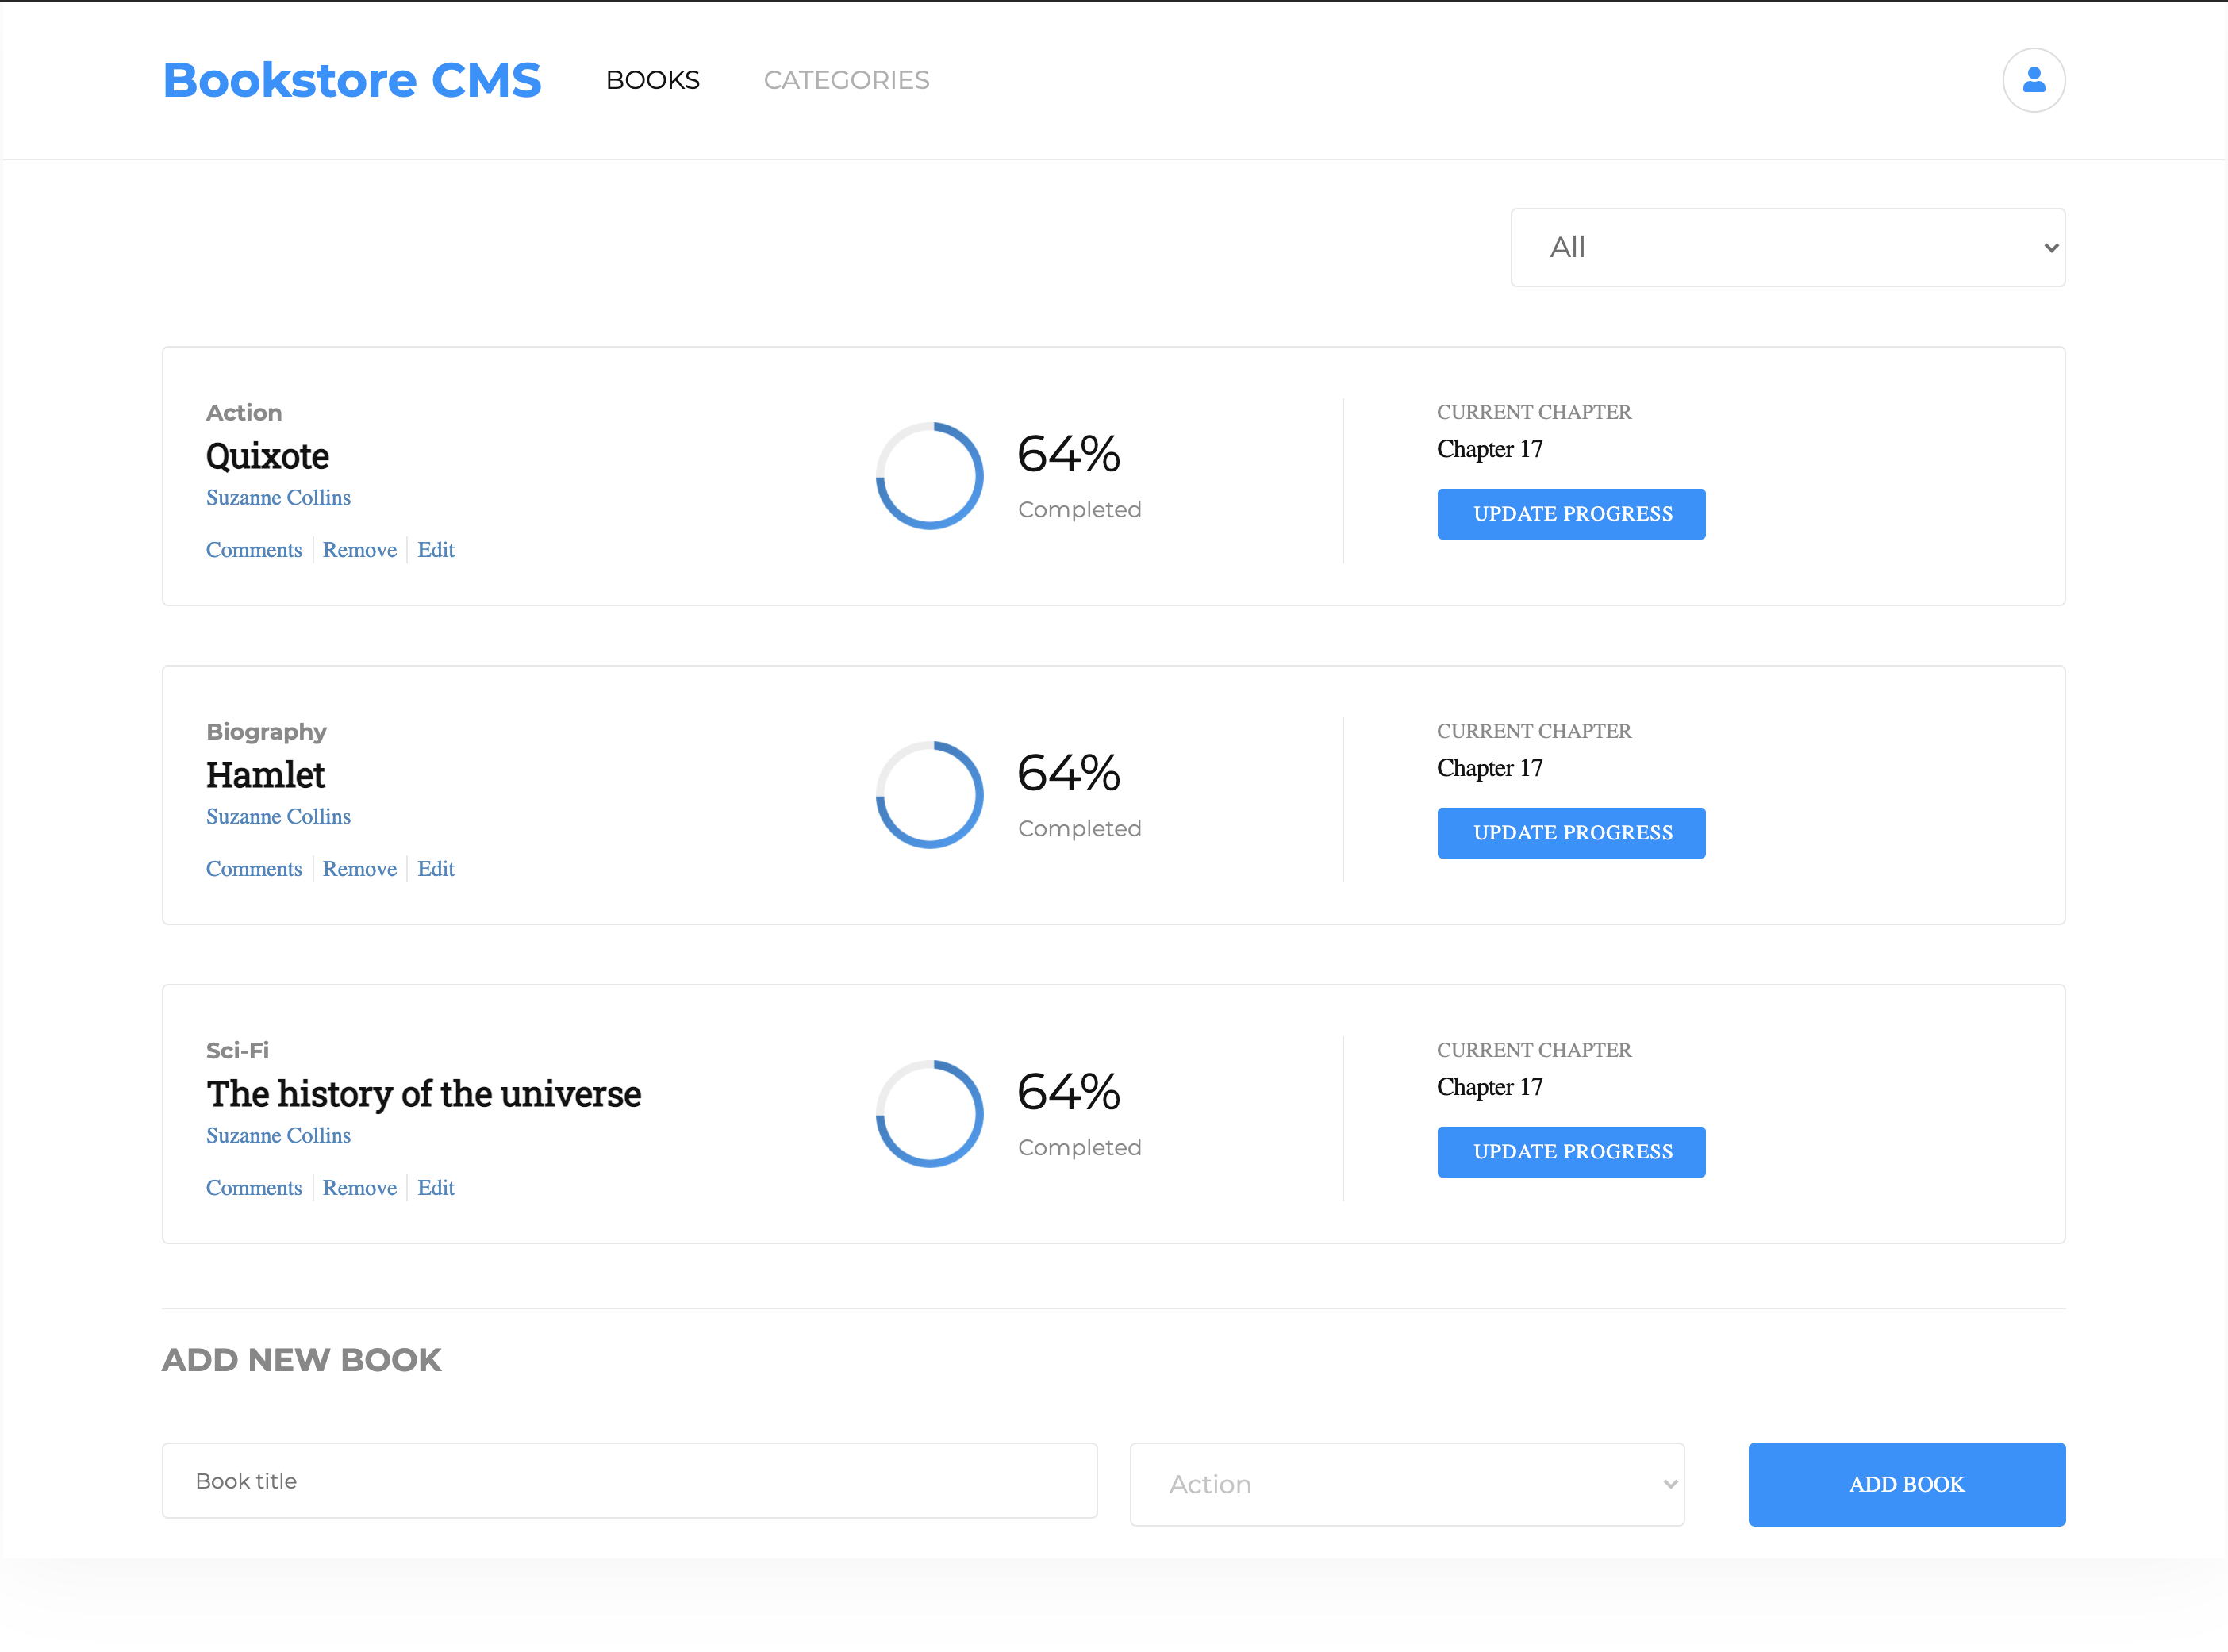 Bookstore CMS BOOKS CATEGORIES
All
Action
Quixote
Suzanne Collins
Comments Remove Edit
64%
Completed
CURRENT CHAPTER
Chapter 17
UPDATE PROGRESS
Biography
Hamlet
Suzanne Collins
Comments Remove Edit
64%
Completed
CURRENT CHAPTER
Chapter 17
UPDATE PROGRESS
Sci-Fi
The history of the universe
Suzanne Collins
Comments Remove Edit
64%
Completed
CURRENT CHAPTER
Chapter 17
UPDATE PROGRESS
ADD NEW BOOK
Book title
Action
ADD BOOK